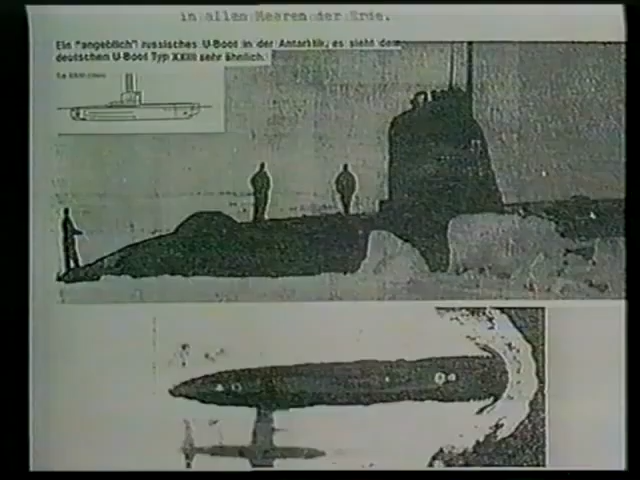 in allen Meeren der Erde.
Ein "angeblich" russisches U-Boot in der Antarktik, es sieht dem
deutschen U-Boot Typ XXIII sehr ähnlich.